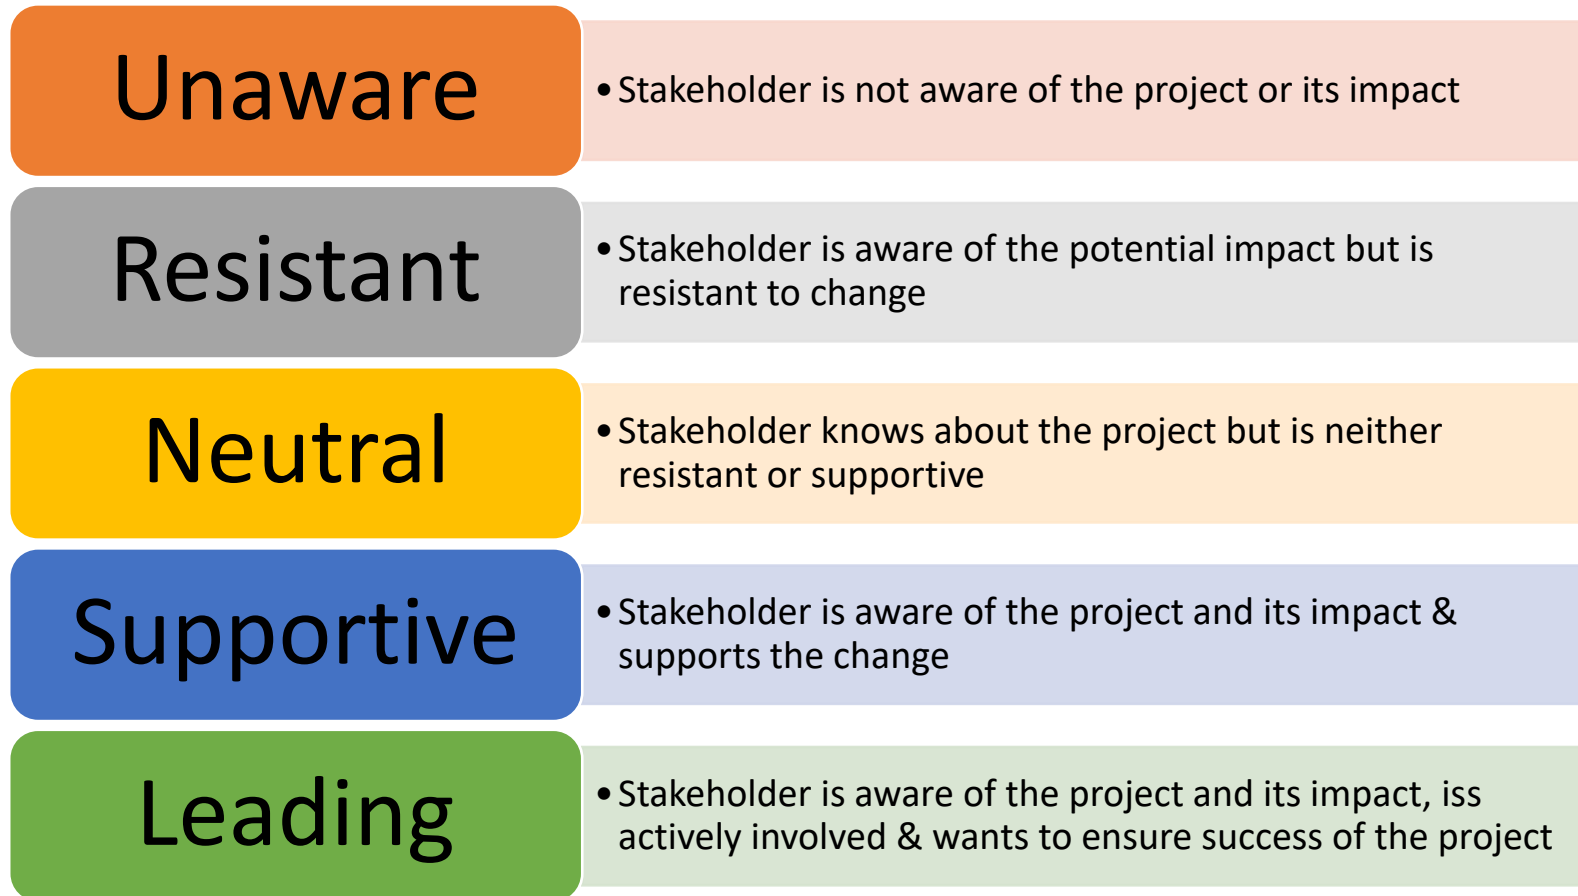 Unaware
• Stakeholder is not aware of the project or its impact
Resistant
• Stakeholder is aware of the potential impact but is
resistant to change
Neutral
• Stakeholder knows about the project but is neither
resistant or supportive
Supportive
• Stakeholder is aware of the project and its impact &
supports the change
Leading
• Stakeholder is aware of the project and its impact, iss
actively involved & wants to ensure success of the project